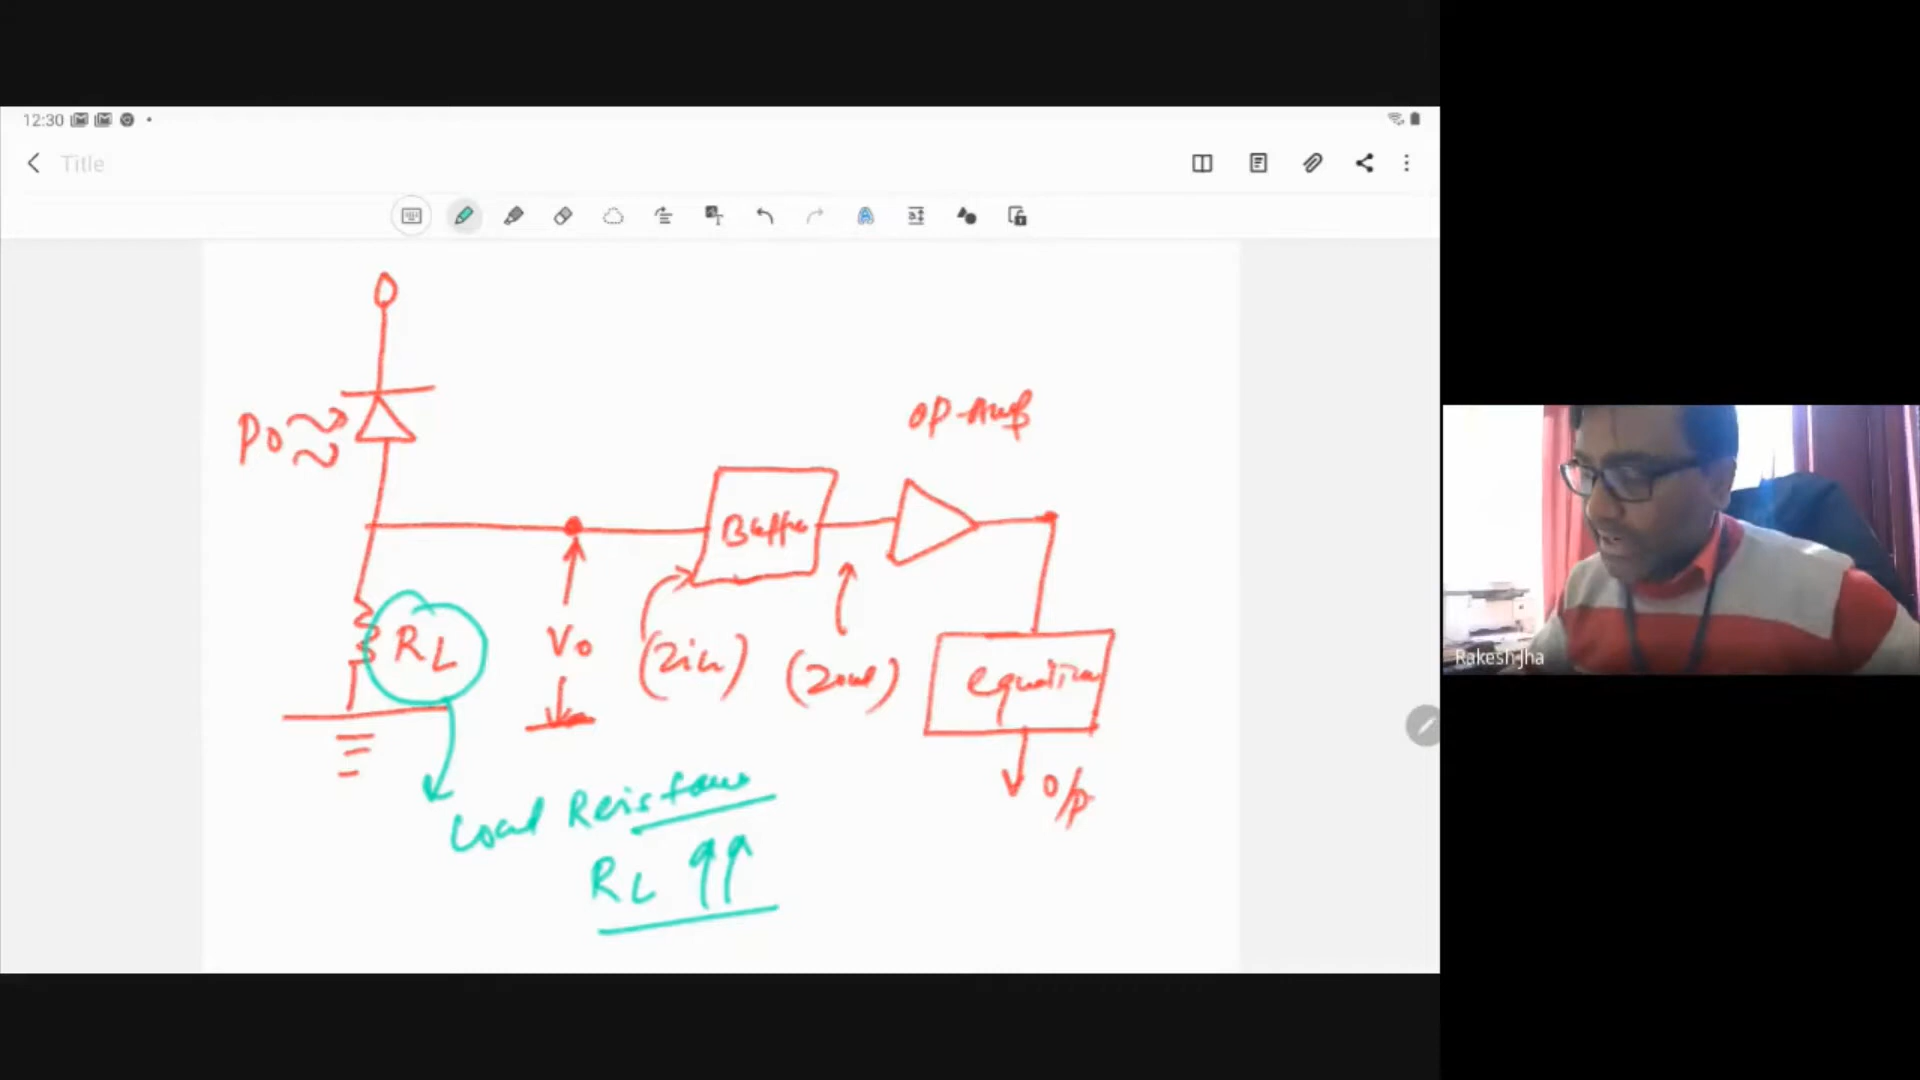 12:30
Title
OP-Amp
Po
Buffer
RL
Vo
(Zin)
(Zout)
equalizer
O/P
Load Resistance
RL ↑↑
Rakesh Jha